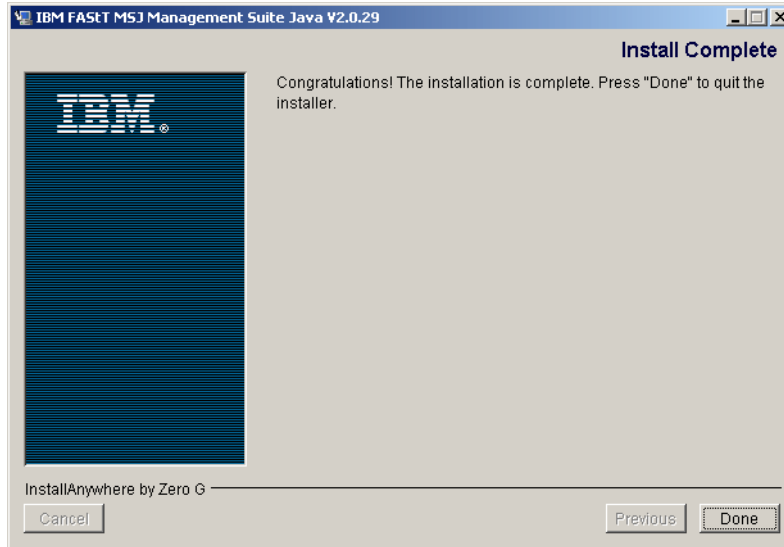 IBM FAStT MSJ Management Suite Java V2.0.29
Install Complete
IBM®
Congratulations! The installation is complete. Press "Done" to quit the
installer.
InstallAnywhere by Zero G
Cancel
Previous
Done